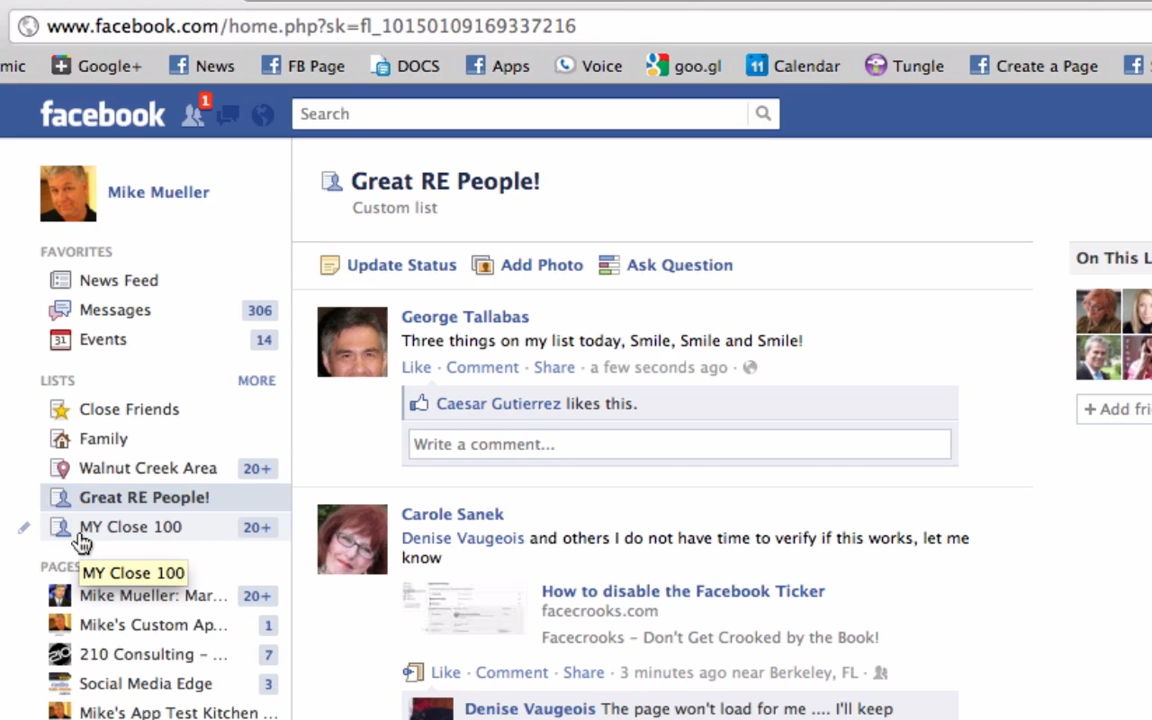 www.facebook.com/home.php?sk=fl_10150109169337216
mic Google+ News FB Page DOCS Apps Voice goo.gl 11 Calendar Tungle Create a Page
facebook 1 Search
Mike Mueller
Great RE People!
Custom list
FAVORITES
News Feed
Messages 306
31 Events 14
LISTS MORE
Close Friends
Family
Walnut Creek Area 20+
Great RE People!
MY Close 100 20+
MY Close 100
PAGES
Mike Mueller: Mar... 20+
Mike's Custom Ap... 1
210 Consulting – ... 7
Social Media Edge 3
Mike's App Test Kitchen ...
Update Status Add Photo Ask Question
George Tallabas
Three things on my list today, Smile, Smile and Smile!
Like · Comment · Share · a few seconds ago ·
Caesar Gutierrez likes this.
Write a comment...
Carole Sanek
Denise Vaugeois and others I do not have time to verify if this works, let me
know
How to disable the Facebook Ticker
facecrooks.com
Facecrooks – Don't Get Crooked by the Book!
Like · Comment · Share · 3 minutes ago near Berkeley, FL ·
Denise Vaugeois The page won't load for me .... I'll keep
On This L
+ Add frie